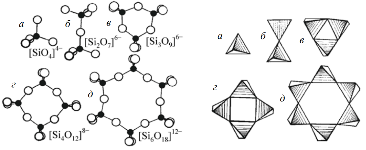 а
[SiO₄]⁴⁻
б
[Si₂O₇]⁶⁻
в
[Si₃O₉]⁶⁻
г
[Si₄O₁₂]⁸⁻
д
[Si₆O₁₈]¹²⁻
а
б
в
г
д